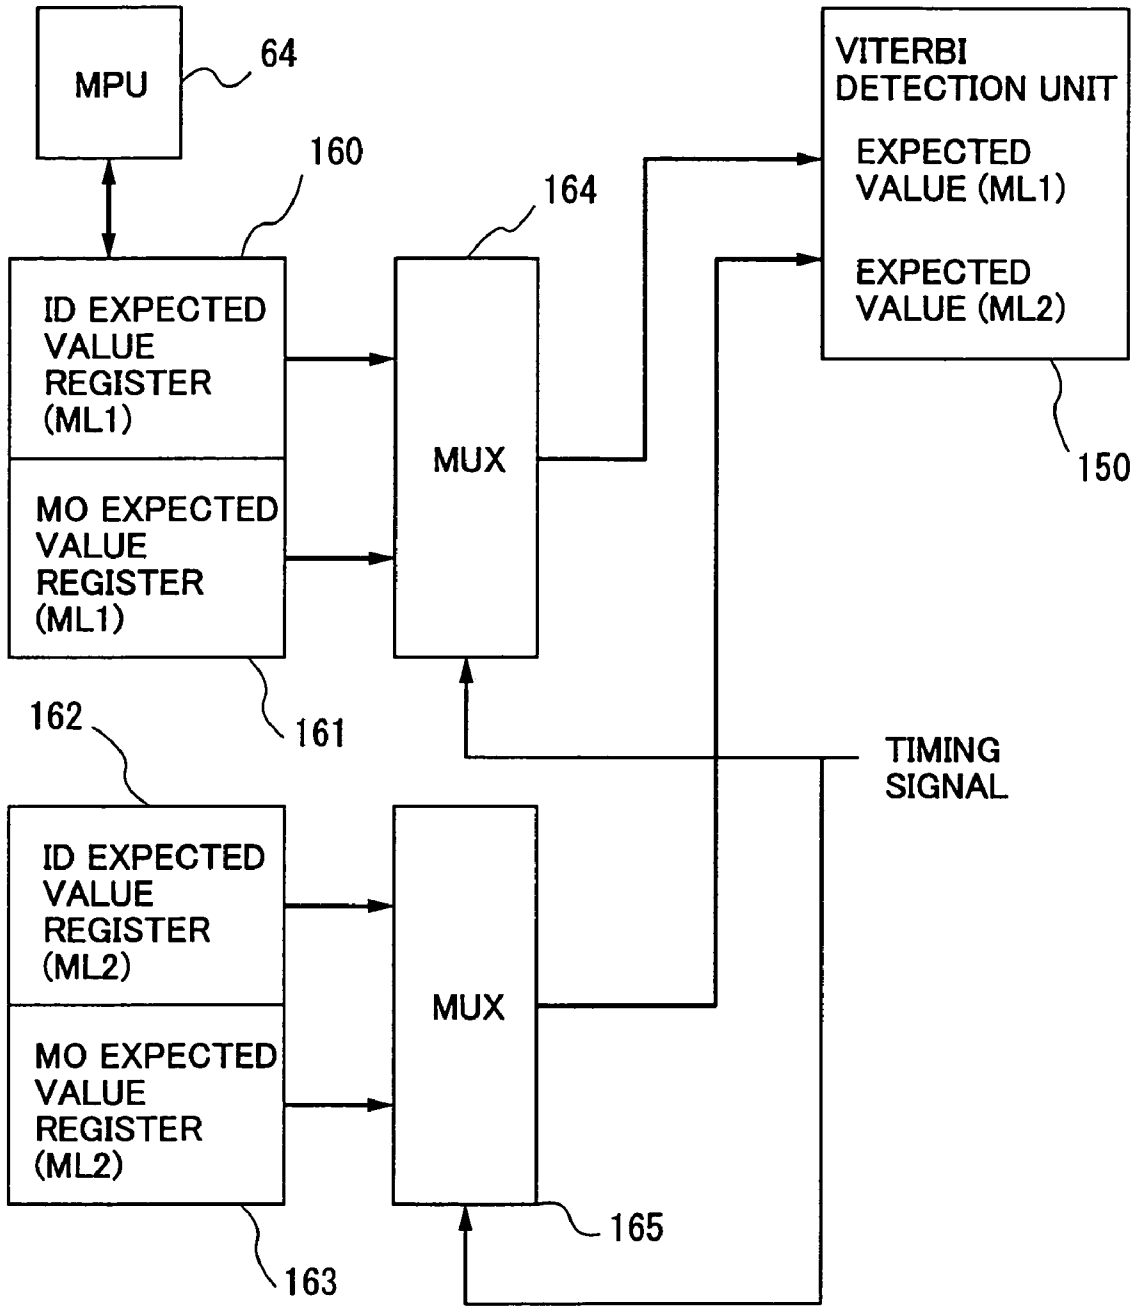 MPU
64
160
ID EXPECTED
VALUE
REGISTER
(ML1)
MO EXPECTED
VALUE
REGISTER
(ML1)
161
164
MUX
VITERBI
DETECTION UNIT
EXPECTED
VALUE (ML1)
EXPECTED
VALUE (ML2)
150
TIMING
SIGNAL
162
ID EXPECTED
VALUE
REGISTER
(ML2)
MO EXPECTED
VALUE
REGISTER
(ML2)
163
MUX
165